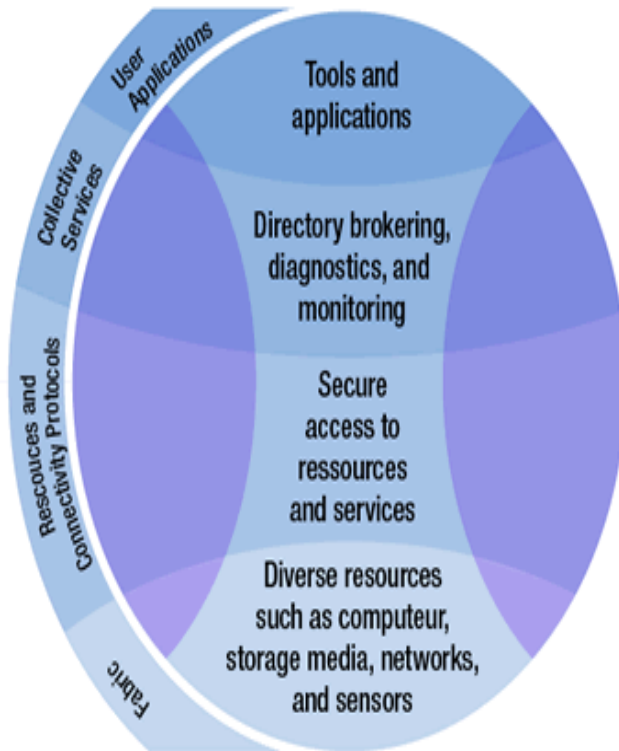 User
Applications
Tools and
applications
Collective
Services
Directory brokering,
diagnostics, and
monitoring
Rescouces and
Connectivity Protocols
Secure
access to
ressources
and services
Fabric
Diverse resources
such as computeur,
storage media, networks,
and sensors